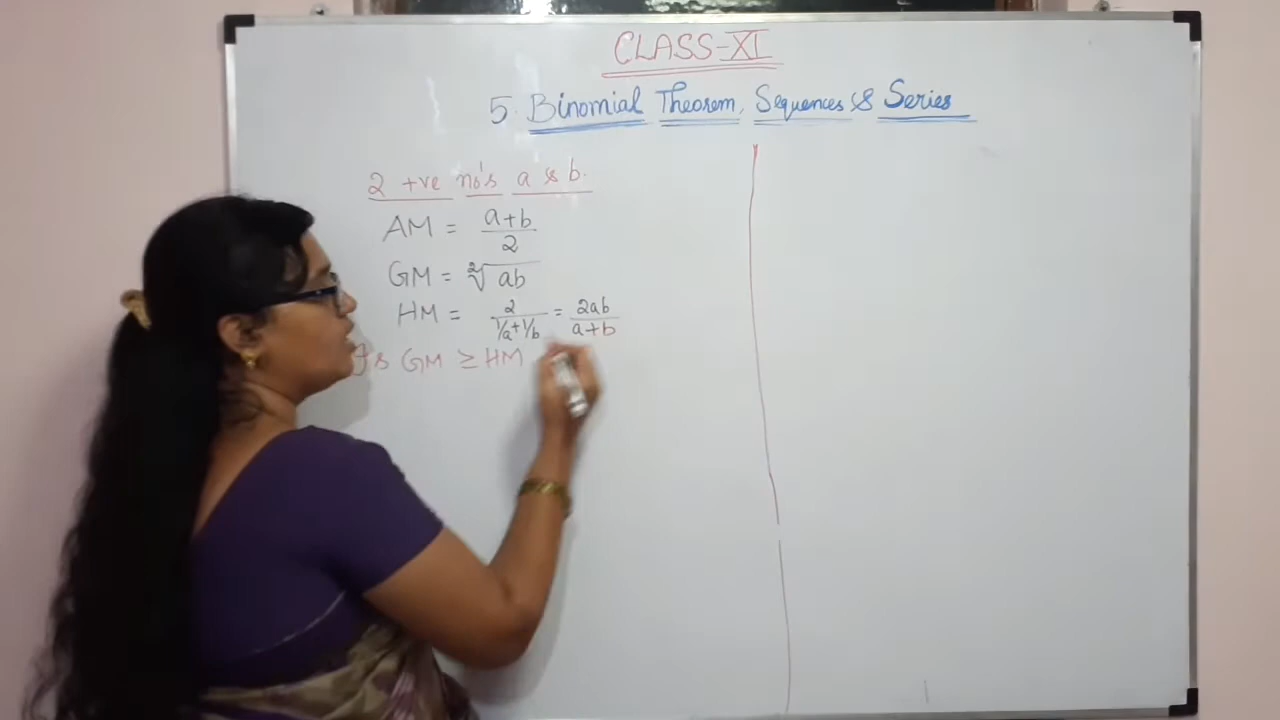 CLASS-XI
5. Binomial Theorem, Sequences & Series
2 +ve no's a & b.
AM = a+b/2
GM = ²√ab
HM = 2/(1/a+1/b) = 2ab/a+b
Is GM ≥ HM